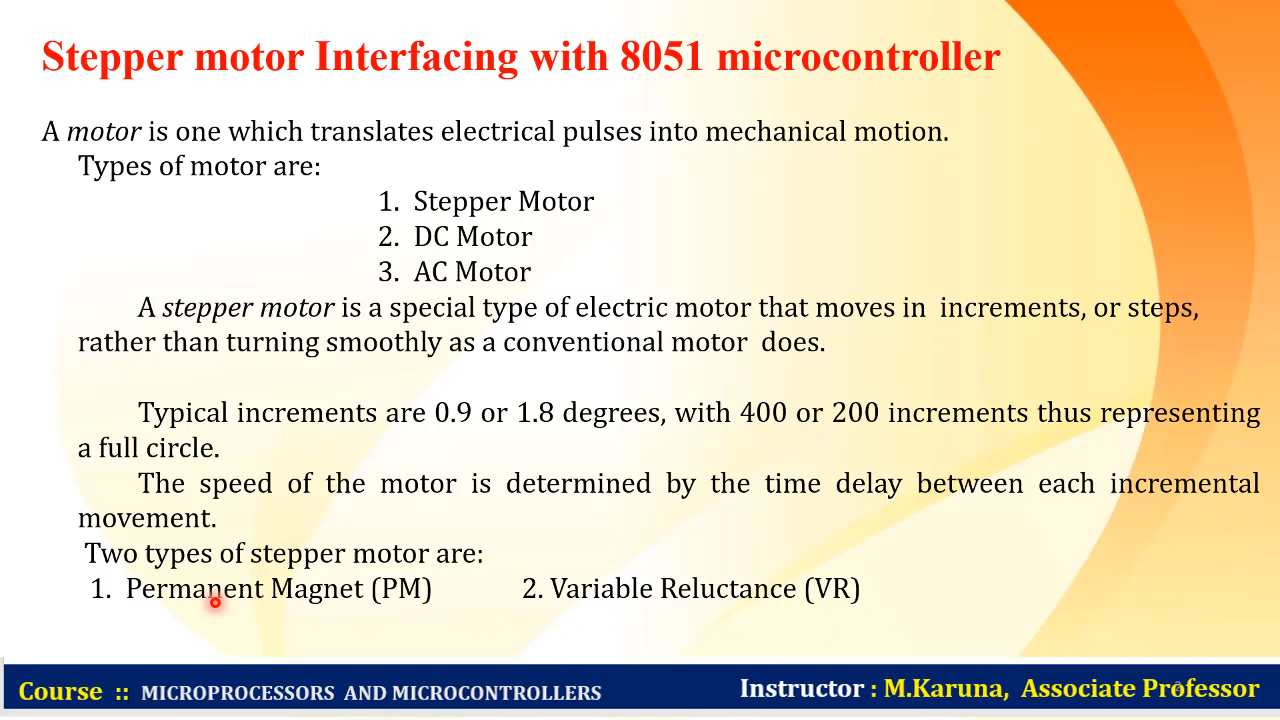 Stepper motor Interfacing with 8051 microcontroller
A motor is one which translates electrical pulses into mechanical motion.
Types of motor are:
1. Stepper Motor
2. DC Motor
3. AC Motor
A stepper motor is a special type of electric motor that moves in increments, or steps,
rather than turning smoothly as a conventional motor does.
Typical increments are 0.9 or 1.8 degrees, with 400 or 200 increments thus representing
a full circle.
The speed of the motor is determined by the time delay between each incremental
movement.
Two types of stepper motor are:
1. Permanent Magnet (PM) 2. Variable Reluctance (VR)
Course :: MICROPROCESSORS AND MICROCONTROLLERS
Instructor : M.Karuna, Associate Professor